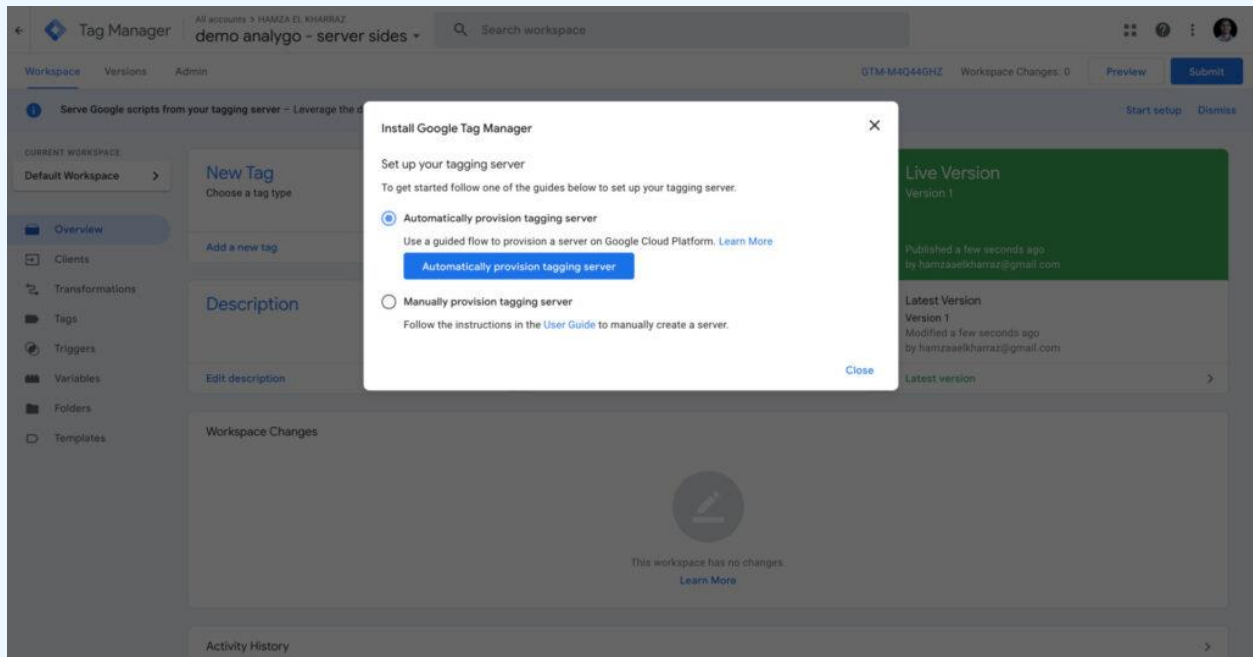 Tag Manager
All accounts > HAMZA EL KHARRAZ
demo analygo - server sides
Search workspace
Workspace Versions Admin
GTM-M4Q44GHZ Workspace Changes: 0 Preview Submit
Serve Google scripts from your tagging server – Leverage the d
Start setup Dismiss
CURRENT WORKSPACE
Default Workspace
Overview
Clients
Transformations
Tags
Triggers
Variables
Folders
Templates
New Tag
Choose a tag type
Add a new tag
Description
Edit description
Install Google Tag Manager
Set up your tagging server
To get started follow one of the guides below to set up your tagging server.
Automatically provision tagging server
Use a guided flow to provision a server on Google Cloud Platform. Learn More
Automatically provision tagging server
Manually provision tagging server
Follow the instructions in the User Guide to manually create a server.
Close
Live Version
Version 1
Published a few seconds ago
by hamzaaelkharraz@gmail.com
Latest Version
Version 1
Modified a few seconds ago
by hamzaaelkharraz@gmail.com
Latest version
Workspace Changes
This workspace has no changes.
Learn More
Activity History